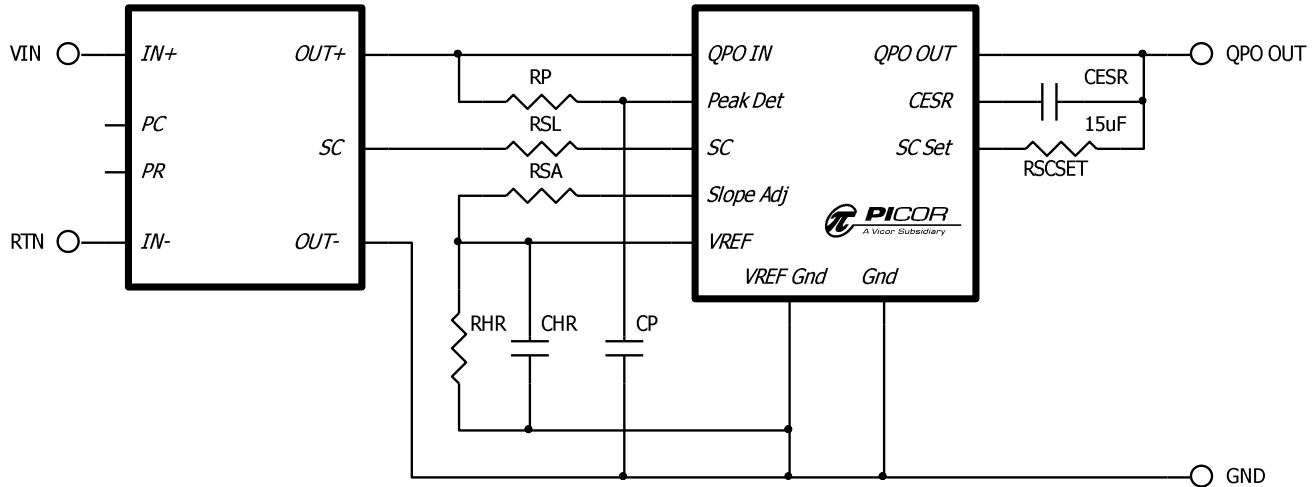 VIN
IN+
OUT+
QPO IN
QPO OUT
QPO OUT
RP
CESR
Peak Det
CESR
PC
RSL
15uF
SC
SC
SC Set
PR
RSA
RSCSET
Slope Adj
π PICOR
A Vicor Subsidiary
RTN
IN-
OUT-
VREF
VREF Gnd
Gnd
RHR
CHR
CP
GND